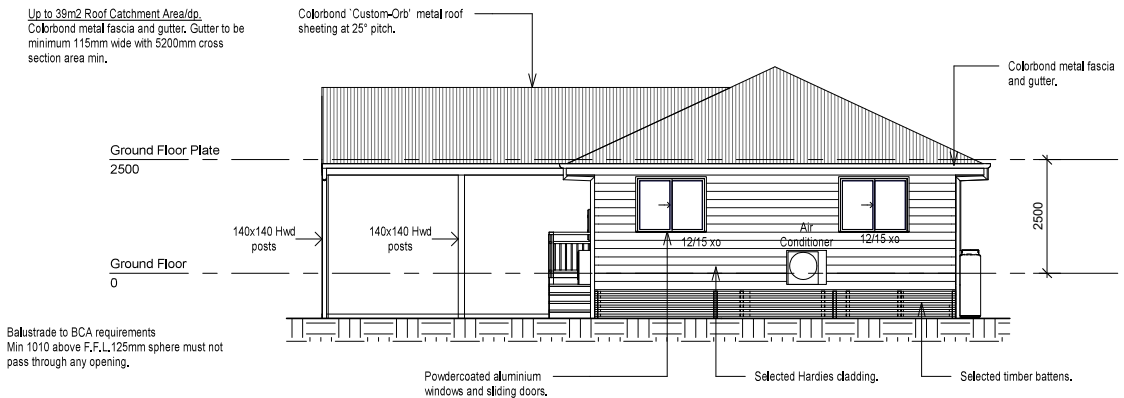 Up to 39m2 Roof Catchment Area/dp.
Colorbond metal fascia and gutter. Gutter to be
minimum 115mm wide with 5200mm cross
section area min.
Colorbond `Custom-Orb' metal roof
sheeting at 25° pitch.
Colorbond metal fascia
and gutter.
Ground Floor Plate
2500
140x140 Hwd
posts
140x140 Hwd
posts
12/15 xo
Air
Conditioner
12/15 xo
2500
Ground Floor
0
Balustrade to BCA requirements
Min 1010 above F.F.L.125mm sphere must not
pass through any opening.
Powdercoated aluminium
windows and sliding doors.
Selected Hardies cladding.
Selected timber battens.